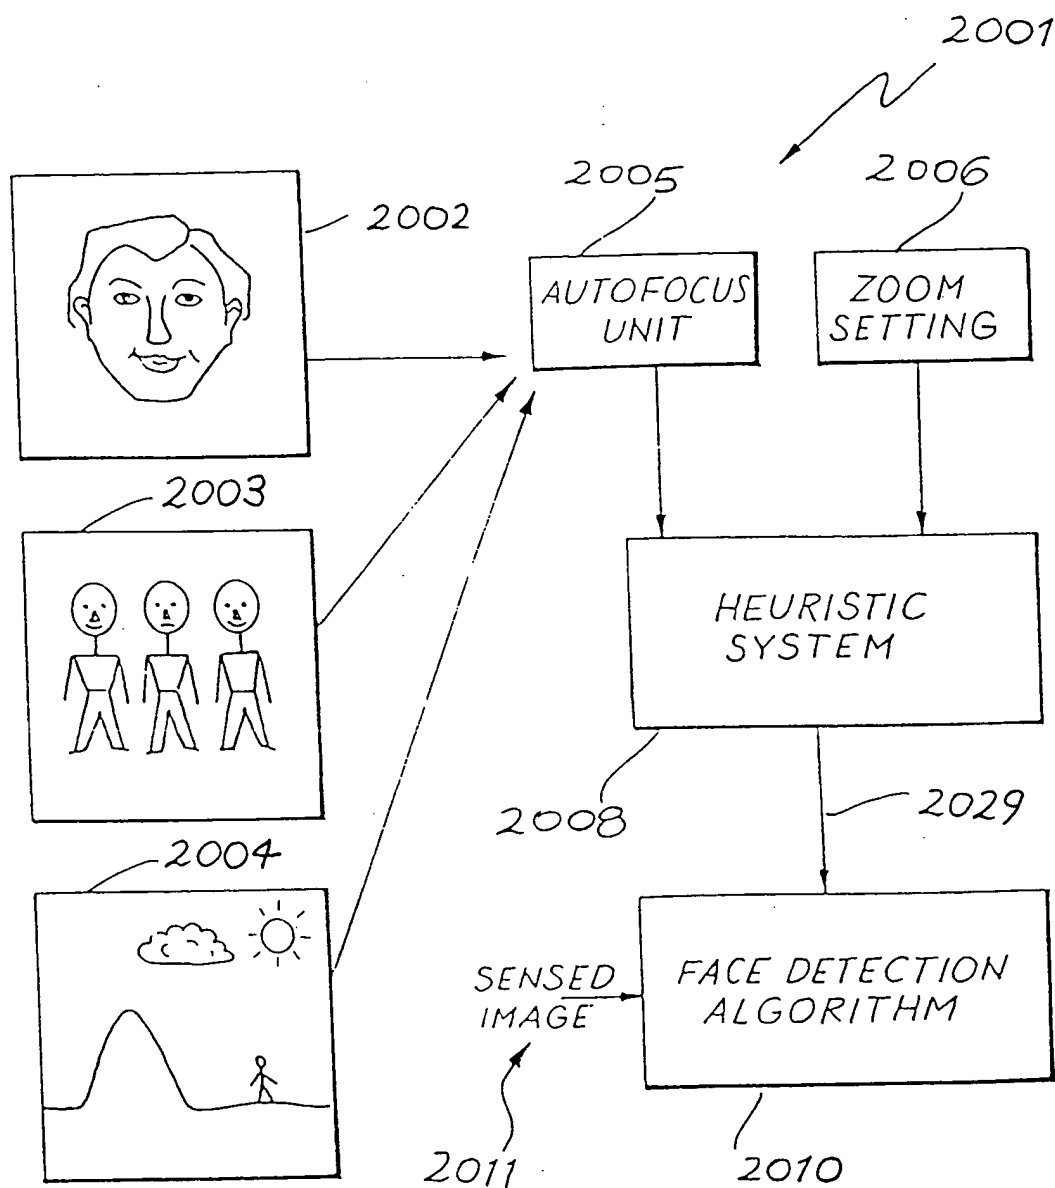 2001
2005
2006
2002
AUTOFOCUS
UNIT
ZOOM
SETTING
2003
HEURISTIC
SYSTEM
2008
2029
2004
SENSED
IMAGE
FACE DETECTION
ALGORITHM
2011
2010